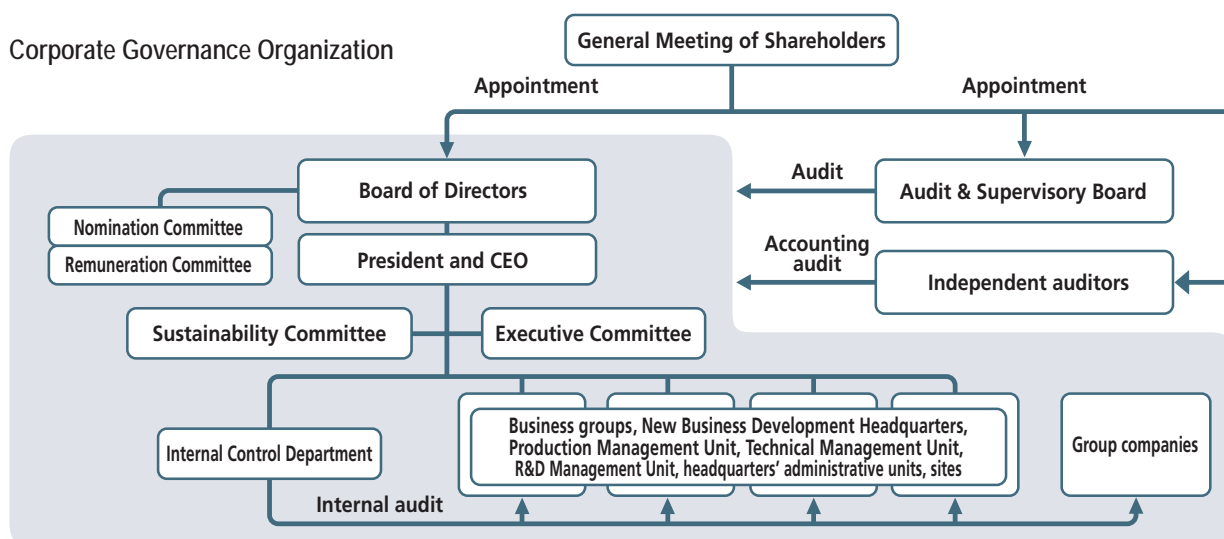 Corporate Governance Organization
General Meeting of Shareholders
Appointment
Appointment
Board of Directors
Audit
Audit & Supervisory Board
Nomination Committee
Remuneration Committee
President and CEO
Accounting
audit
Independent auditors
Sustainability Committee
Executive Committee
Internal Control Department
Business groups, New Business Development Headquarters,
Production Management Unit, Technical Management Unit,
R&D Management Unit, headquarters’ administrative units, sites
Group companies
Internal audit